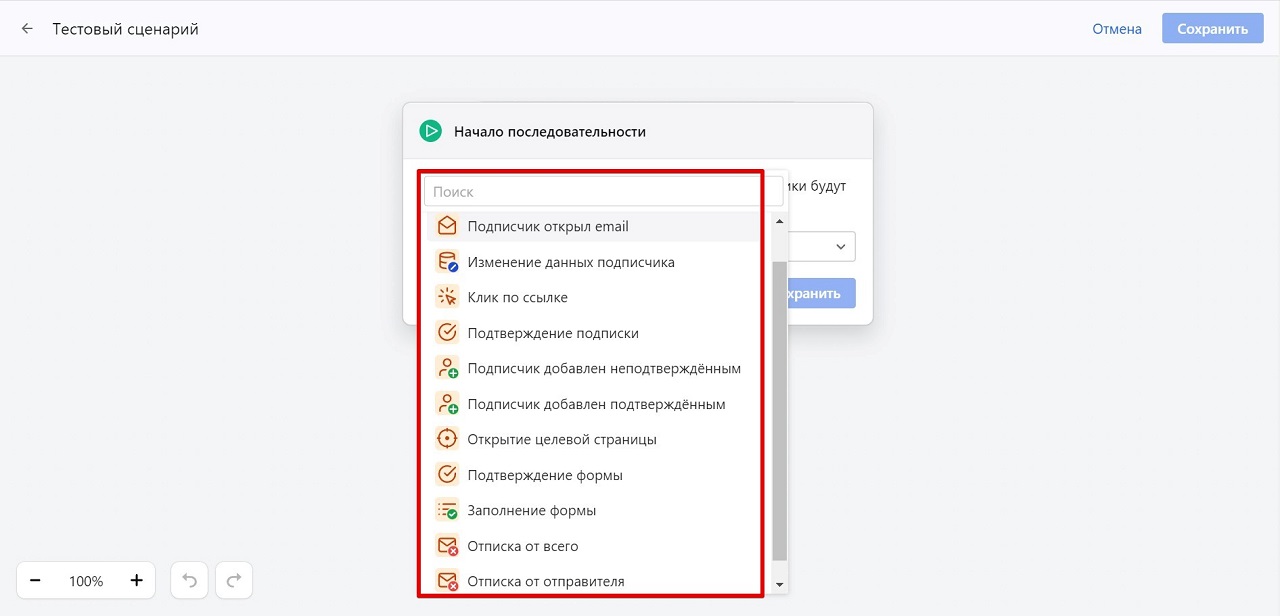 Тестовый сценарий
Отмена
Сохранить
Начало последовательности
Поиск
будут
Подписчик открыл email
Изменение данных подписчика
Клик по ссылке
Подтверждение подписки
Подписчик добавлен неподтверждённым
Подписчик добавлен подтверждённым
Открытие целевой страницы
Подтверждение формы
Заполнение формы
Отписка от всего
Отписка от отправителя
100%